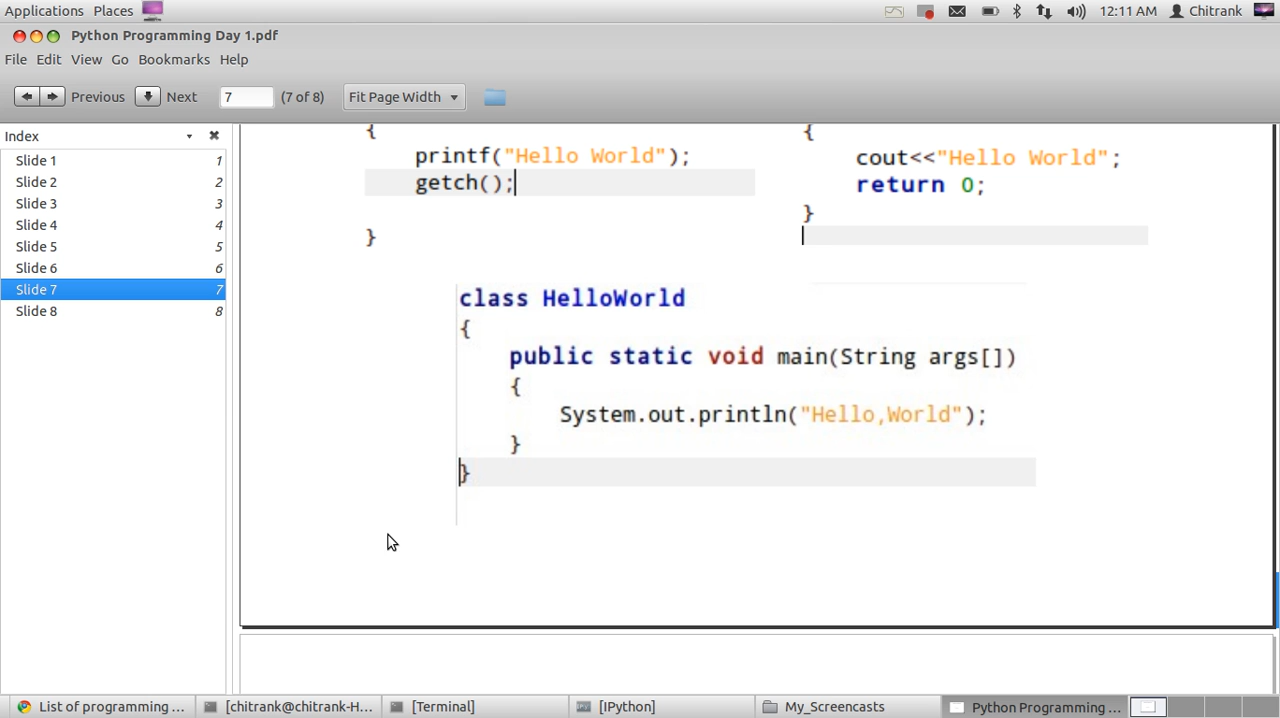 Applications Places 12:11 AM Chitrank
Python Programming Day 1.pdf
File Edit View Go Bookmarks Help
Previous Next 7 (7 of 8) Fit Page Width
Index
Slide 1 1
Slide 2 2
Slide 3 3
Slide 4 4
Slide 5 5
Slide 6 6
Slide 7 7
Slide 8 8
{
printf("Hello World");
getch();
}
{
cout<<"Hello World";
return 0;
}
class HelloWorld
{
public static void main(String args[])
{
System.out.println("Hello,World");
}
}
List of programming ... [chitrank@chitrank-H... [Terminal] [IPython] My_Screencasts Python Programming ...